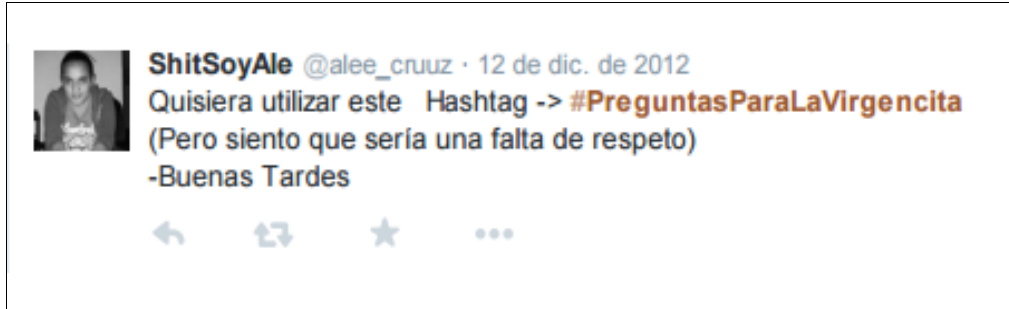 ShitSoyAle @alee_cruuz · 12 de dic. de 2012
Quisiera utilizar este Hashtag -> #PreguntasParaLaVirgencita
(Pero siento que sería una falta de respeto)
-Buenas Tardes